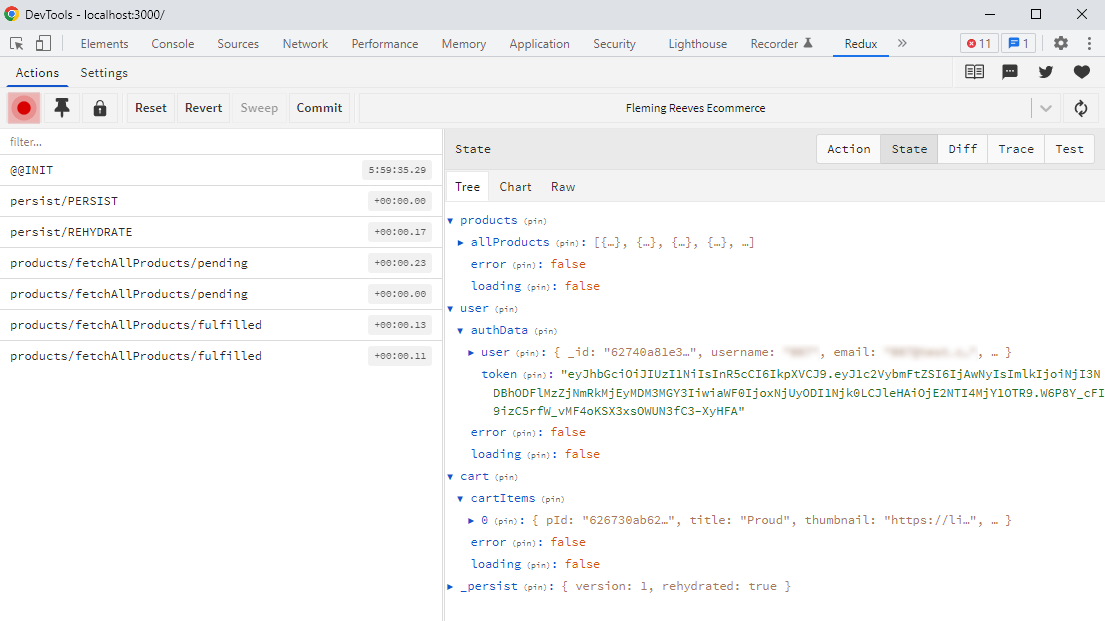 DevTools - localhost:3000/
Elements Console Sources Network Performance Memory Application Security Lighthouse Recorder Redux » 11 1
Actions Settings
Reset Revert Sweep Commit Fleming Reeves Ecommerce
filter...
@@INIT 5:59:35.29
persist/PERSIST +00:00.00
persist/REHYDRATE +00:00.17
products/fetchAllProducts/pending +00:00.23
products/fetchAllProducts/pending +00:00.00
products/fetchAllProducts/fulfilled +00:00.13
products/fetchAllProducts/fulfilled +00:00.11
State Action State Diff Trace Test
Tree Chart Raw
products (pin)
allProducts (pin): [{…}, {…}, {…}, {…}, …]
error (pin): false
loading (pin): false
user (pin)
authData (pin)
user (pin): { _id: "62740a81e3…", username: , email: , … }
token (pin): "eyJhbGciOiJIUzI1NiIsInR5cCI6IkpXVCJ9.eyJ1c2VybmFtZSI6IjAwNyIsImlkIjoiNjI3N
DBhODFlMzZjNmRkMjEyMDM3MGY3IiwiaWF0IjoxNjUyODI1Njk0LCJleHAiOjE2NTI4MjY1OTR9.W6P8Y_cFI
9izC5rfW_vMF4oKSX3xsOWUN3fC3-XyHFA"
error (pin): false
loading (pin): false
cart (pin)
cartItems (pin)
0 (pin): { pId: "626730ab62…", title: "Proud", thumbnail: "https://li…", … }
error (pin): false
loading (pin): false
_persist (pin): { version: 1, rehydrated: true }